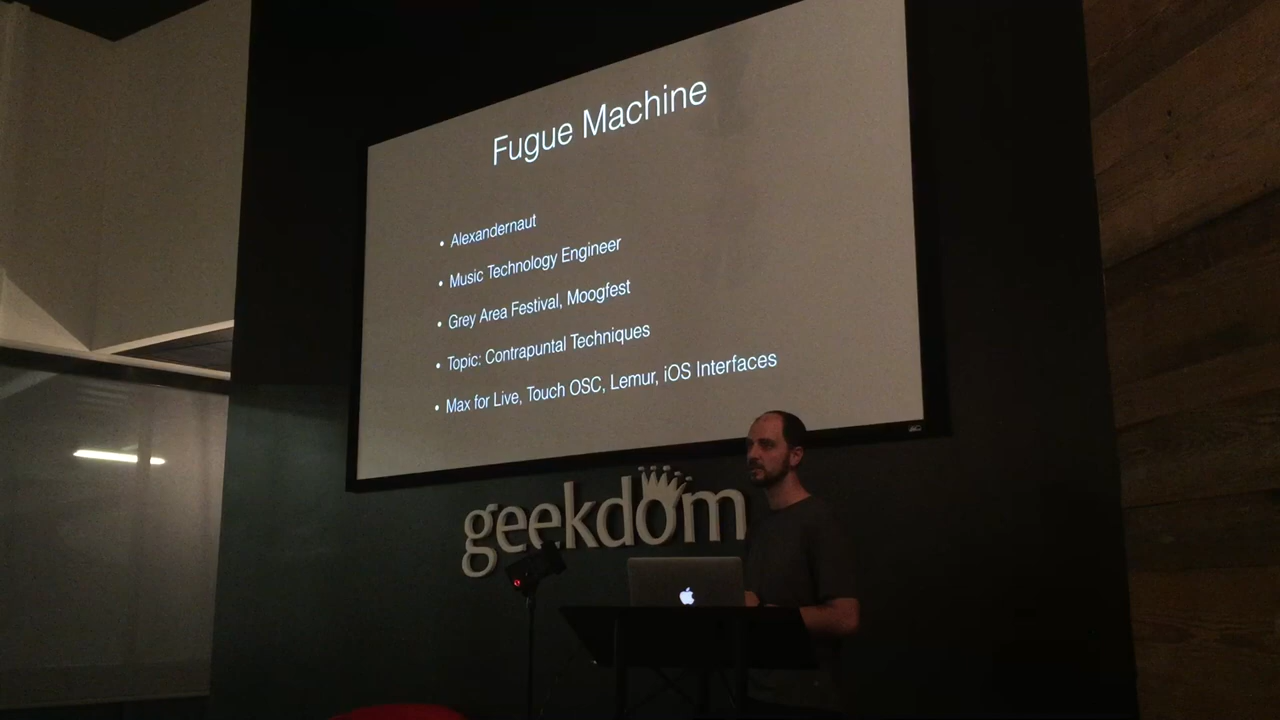 Fugue Machine
• Alexandernaut
• Music Technology Engineer
• Grey Area Festival, Moogfest
• Topic: Contrapuntal Techniques
• Max for Live, Touch OSC, Lemur, iOS Interfaces
geekdom